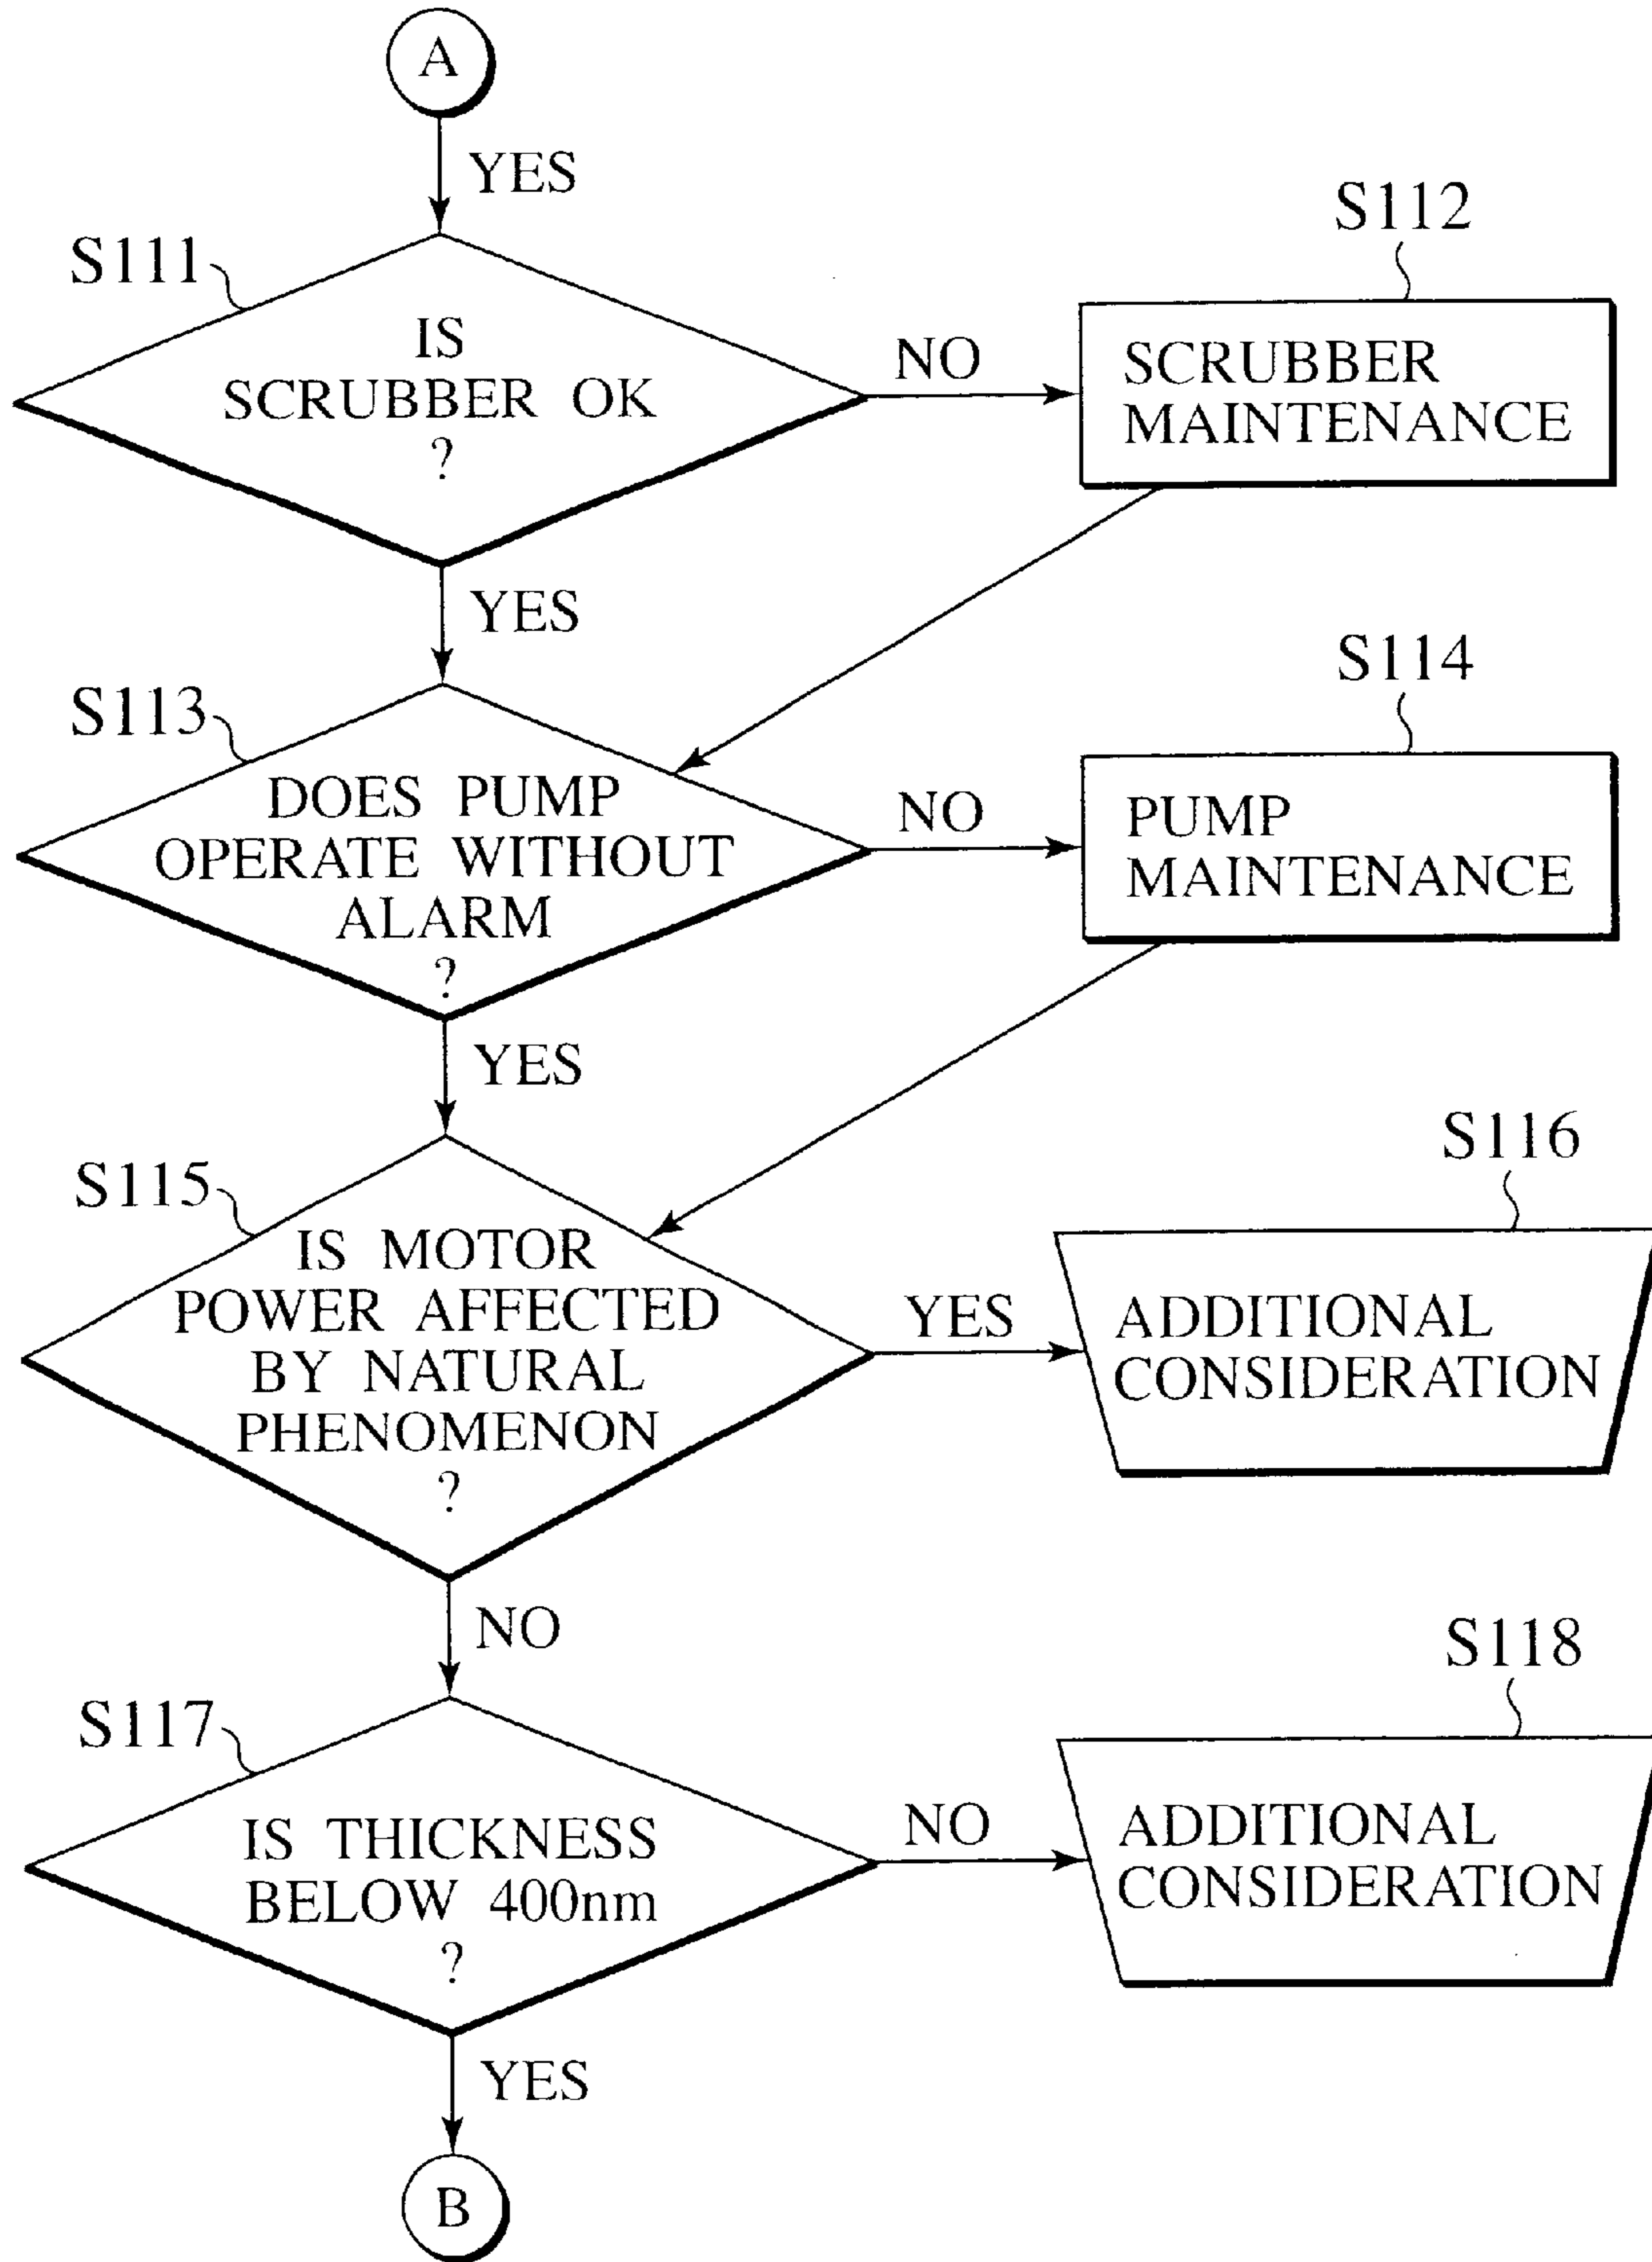 A
YES
S111
IS
SCRUBBER OK
?
NO
S112
SCRUBBER
MAINTENANCE
YES
S113
DOES PUMP
OPERATE WITHOUT
ALARM
?
NO
S114
PUMP
MAINTENANCE
YES
S115
IS MOTOR
POWER AFFECTED
BY NATURAL
PHENOMENON
?
YES
S116
ADDITIONAL
CONSIDERATION
NO
S117
IS THICKNESS
BELOW 400nm
?
NO
S118
ADDITIONAL
CONSIDERATION
YES
B